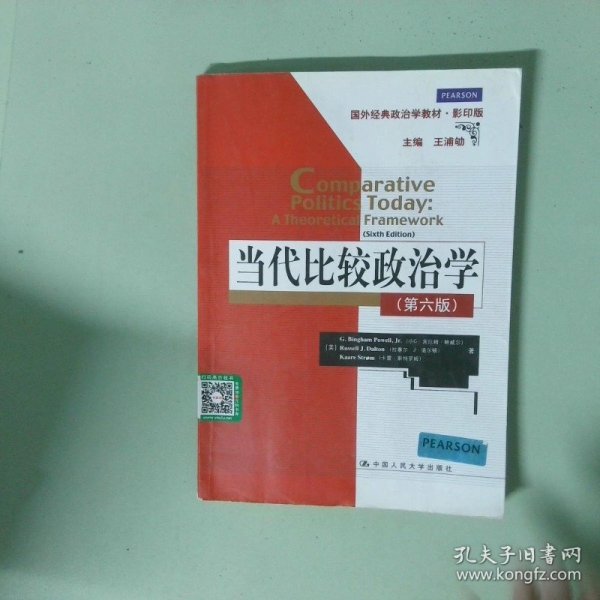 PEARSON
国外经典政治学教材·影印版
主编 王浦劬
Comparative
Politics Today:
A Theoretical Framework
(Sixth Edition)
当代比较政治学
(第六版)
G. Bingham Powell, Jr.
[美] Russell J. Dalton 著
Kaare Strøm
PEARSON
中国人民大学出版社
孔夫子旧书网
www.kongfz.com